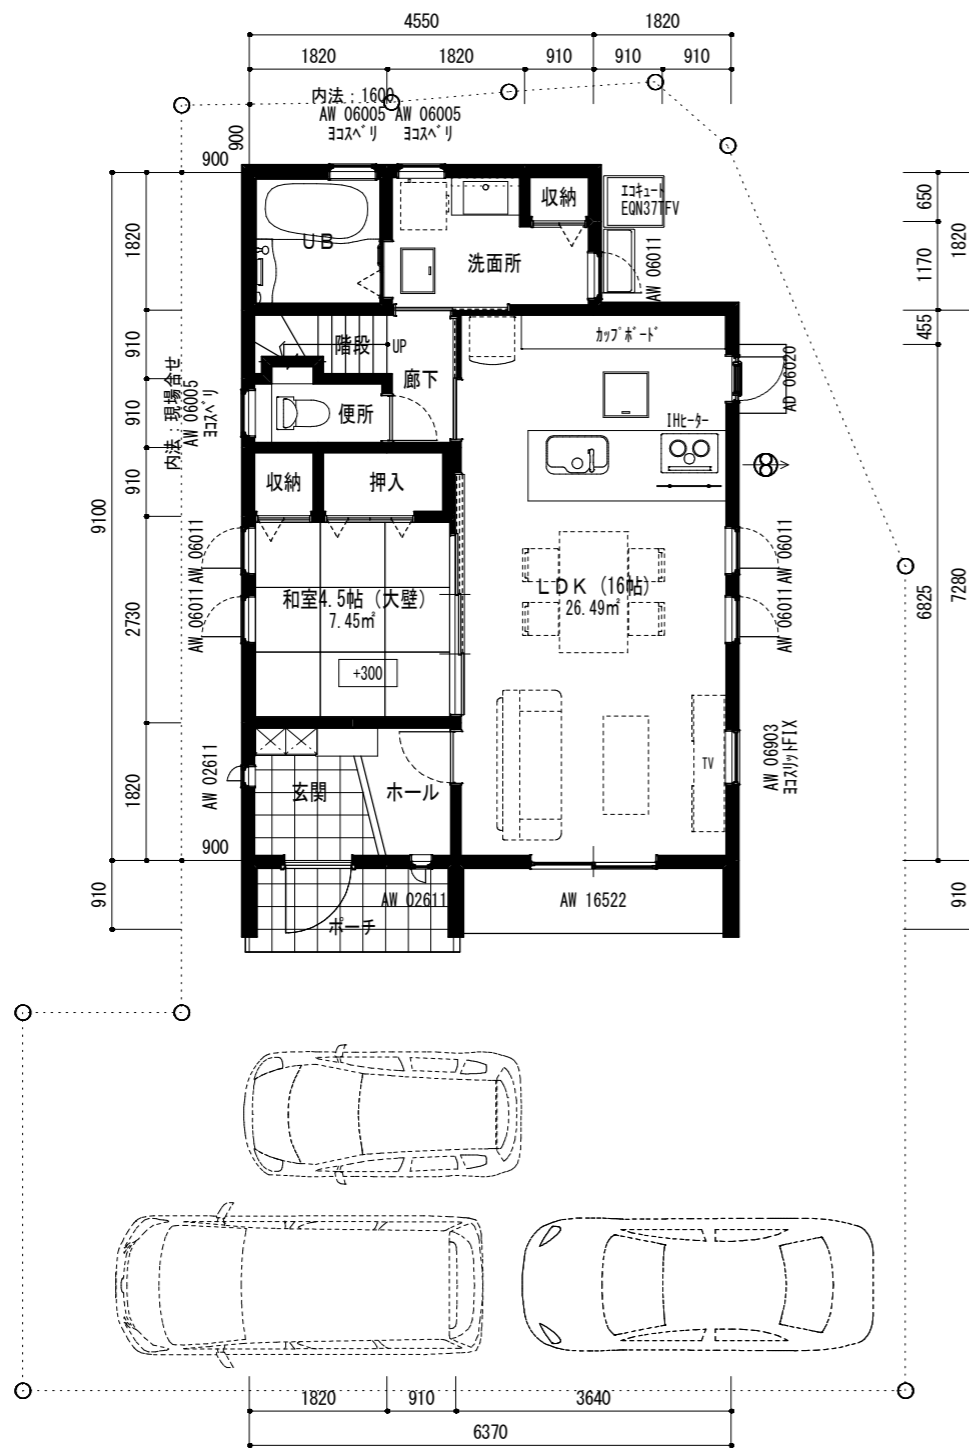 4550
1820
1820
1820
910
910
910
内法：1600
AW 06005
ﾖｺｽﾍﾞﾘ
AW 06005
ﾖｺｽﾍﾞﾘ
900
900
収納
ｴｺｷｭｰﾄ
EQN37TFV
650
1820
1820
ＵＢ
洗面所
AW 06011
1170
1820
910
階段
UP
ｶｯﾌﾟﾎﾞｰﾄﾞ
455
廊下
AD 06020
内法：現場合せ
AW 06005
ﾖｺｽﾍﾞﾘ
910
便所
IHﾋｰﾀｰ
910
収納
押入
9100
AW 06011
AW 06011
ＬＤＫ (16帖)
26.49㎡
和室4.5帖 (大壁)
7.45㎡
2730
AW 06011
AW 06011
6825
7280
+300
AW 06903
ﾖｺｽﾘｯﾄFIX
TV
1820
AW 02611
玄関
ホール
900
910
AW 02611
ポーチ
AW 16522
910
1820
910
3640
6370